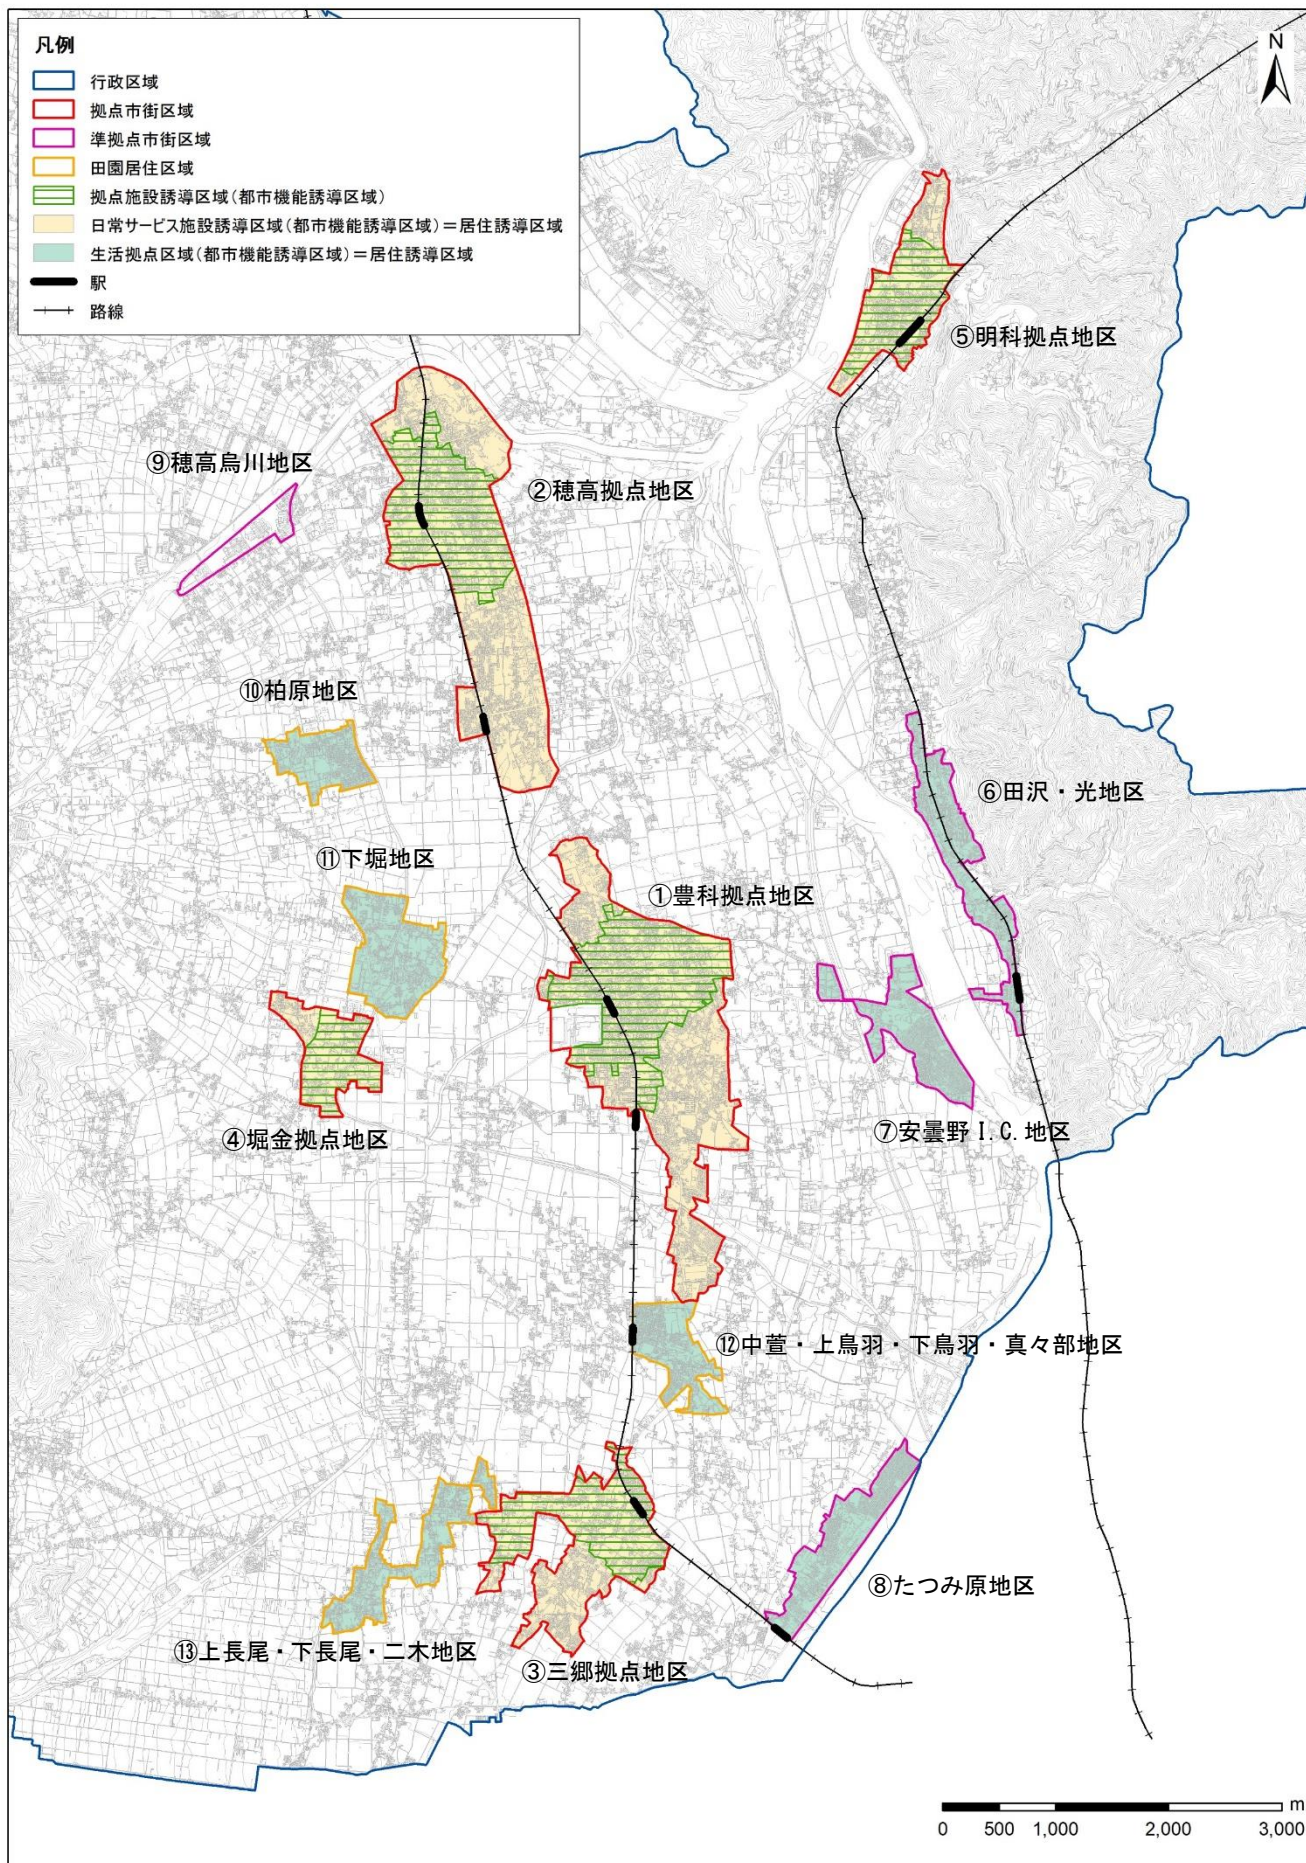 凡例
行政区域
拠点市街区域
準拠点市街区域
田園居住区域
拠点施設誘導区域(都市機能誘導区域)
日常サービス施設誘導区域(都市機能誘導区域)=居住誘導区域
生活拠点区域(都市機能誘導区域)=居住誘導区域
駅
路線
N
⑤明科拠点地区
⑨穂高烏川地区
②穂高拠点地区
⑩柏原地区
⑥田沢・光地区
⑪下堀地区
①豊科拠点地区
④堀金拠点地区
⑦安曇野I.C.地区
⑫中萱・上鳥羽・下鳥羽・真々部地区
⑧たつみ原地区
⑬上長尾・下長尾・二木地区
③三郷拠点地区
m
0 500 1,000 2,000 3,000